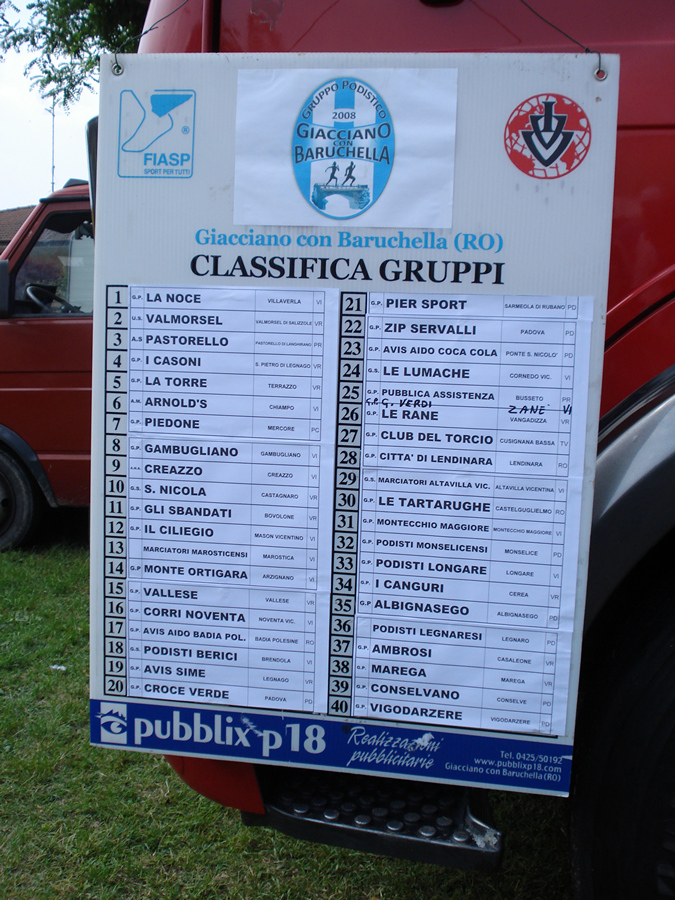 FIASP
SPORT PER TUTTI
GRUPPO PODISTICO
2008
GIACCIANO
CON
BARUCHELLA
IVV
Giacciano con Baruchella (RO)
CLASSIFICA GRUPPI
1 G.P. LA NOCE VILLAVERLA VI
2 U.S. VALMORSEL VALMORSEL DI SALIZZOLE VR
3 A.S PASTORELLO PASTORELLO DI LANGHIRANO PR
4 G.P. I CASONI S. PIETRO DI LEGNAGO VR
5 G.P. LA TORRE TERRAZZO VR
6 A.M. ARNOLD'S CHIAMPO VI
7 G.P. PIEDONE MERCORE PC
8 G.P. GAMBUGLIANO GAMBUGLIANO VI
9 CREAZZO CREAZZO VI
10 G.S. S. NICOLA CASTAGNARO VR
11 G.P. GLI SBANDATI BOVOLONE VR
12 G.P. IL CILIEGIO MASON VICENTINO VI
13 MARCIATORI MAROSTICENSI MAROSTICA VI
14 G.P MONTE ORTIGARA ARZIGNANO VI
15 G.P. VALLESE VALLESE VR
16 G.P. CORRI NOVENTA NOVENTA VIC. VI
17 G.P. AVIS AIDO BADIA POL. BADIA POLESINE RO
18 G.S. PODISTI BERICI BRENDOLA VI
19 G.P. AVIS SIME LEGNAGO VR
20 G.P. CROCE VERDE PADOVA PD
21 G.P. PIER SPORT SARMEOLA DI RUBANO PD
22 G.P. ZIP SERVALLI PADOVA PD
23 G.P. AVIS AIDO COCA COLA PONTE S. NICOLO' PD
24 G.S. LE LUMACHE CORNEDO VIC. VI
25 G.P. PUBBLICA ASSISTENZA BUSSETO PR
G. VERDI ZANÈ VI
26 G.P. LE RANE VANGADIZZA VR
27 G.P. CLUB DEL TORCIO CUSIGNANA BASSA TV
28 G.P. CITTA' DI LENDINARA LENDINARA RO
29 G.S. MARCIATORI ALTAVILLA VIC. ALTAVILLA VICENTINA VI
30 G.P. LE TARTARUGHE CASTELGUGLIELMO RO
31 G.P. MONTECCHIO MAGGIORE MONTECCHIO MAGGIORE VI
32 G.P. PODISTI MONSELICENSI MONSELICE PD
33 G.P. PODISTI LONGARE LONGARE VI
34 G.P. I CANGURI CEREA VR
35 G.P ALBIGNASEGO ALBIGNASEGO PD
36 PODISTI LEGNARESI LEGNARO PD
37 G.P. AMBROSI CASALEONE VR
38 G.P. MAREGA MAREGA VR
39 G.P. CONSELVANO CONSELVE PD
40 G.P. VIGODARZERE VIGODARZERE PD
pubblix p18
Realizzazioni
pubblicitarie
Tel. 0425/50192
www.pubblixp18.com
Giacciano con Baruchella (RO)